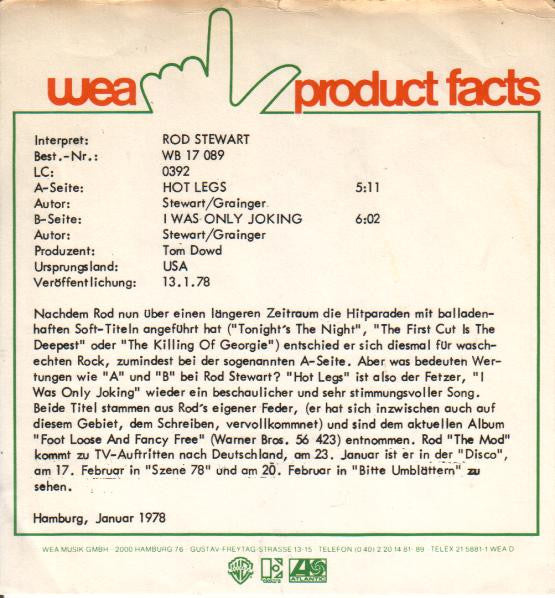 wea product facts
Interpret: ROD STEWART
Best.-Nr.: WB 17 089
LC: 0392
A-Seite: HOT LEGS 5:11
Autor: Stewart/Grainger
B-Seite: I WAS ONLY JOKING 6:02
Autor: Stewart/Grainger
Produzent: Tom Dowd
Ursprungsland: USA
Veröffentlichung: 13.1.78
Nachdem Rod nun über einen längeren Zeitraum die Hitparaden mit balladen-
haften Soft-Titeln angeführt hat ("Tonight's The Night", "The First Cut Is The
Deepest" oder "The Killing Of Georgie") entschied er sich diesmal für wasch-
echten Rock, zumindest bei der sogenannten A-Seite. Aber was bedeuten Wer-
tungen wie "A" und "B" bei Rod Stewart? "Hot Legs" ist also der Fetzer, "I
Was Only Joking" wieder ein beschaulicher und sehr stimmungsvoller Song.
Beide Titel stammen aus Rod's eigener Feder, (er hat sich inzwischen auch auf
diesem Gebiet, dem Schreiben, vervollkommnet) und sind dem aktuellen Album
"Foot Loose And Fancy Free" (Warner Bros. 56 423) entnommen. Rod "The Mod"
kommt zu TV-Auftritten nach Deutschland, am 23. Januar ist er in der "Disco",
am 17. Februar in "Szene 78" und am 20. Februar in "Bitte Umblättern" zu
sehen.
Hamburg, Januar 1978
WEA MUSIK GMBH · 2000 HAMBURG 76 · GUSTAV-FREYTAG-STRASSE 13-15 · TELEFON (0 40) 2 20 14 81-89 · TELEX 21 5881-1 WEA D
ATLANTIC